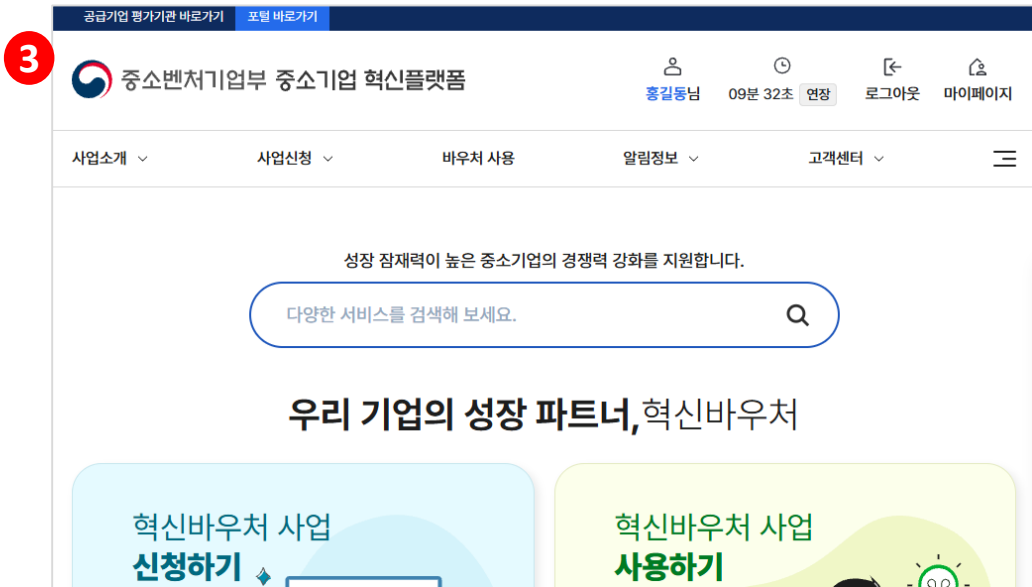 공급기업 평가기관 바로가기 포털 바로가기
3
중소벤처기업부 중소기업 혁신플랫폼
홍길동님 09분 32초 연장 로그아웃 마이페이지
사업소개 사업신청 바우처 사용 알림정보 고객센터
성장 잠재력이 높은 중소기업의 경쟁력 강화를 지원합니다.
다양한 서비스를 검색해 보세요.
우리 기업의 성장 파트너,혁신바우처
혁신바우처 사업
신청하기
혁신바우처 사업
사용하기